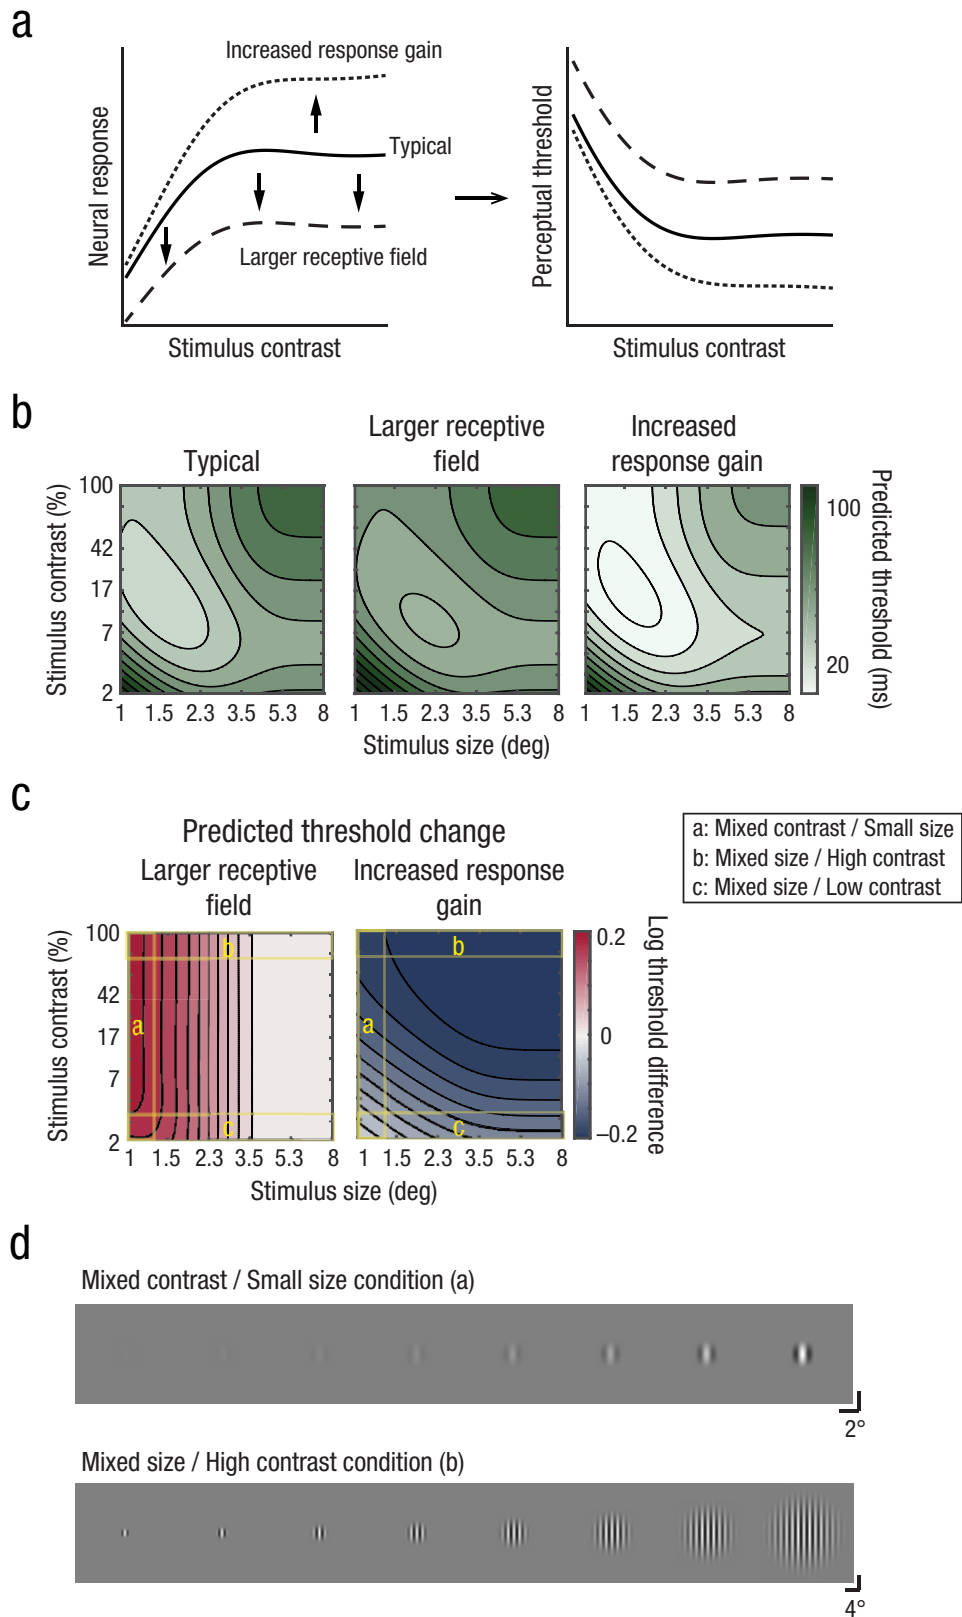 a
Increased response gain
Typical
Larger receptive field
Neural response
Stimulus contrast
Perceptual threshold
Stimulus contrast
b
Typical
Larger receptive
field
Increased
response gain
Stimulus contrast (%)
100
42
17
7
2
1 1.5 2.3 3.5 5.3 8
1 1.5 2.3 3.5 5.3 8
1 1.5 2.3 3.5 5.3 8
Stimulus size (deg)
100
20
Predicted threshold (ms)
c
Predicted threshold change
Larger receptive
field
Increased response
gain
a: Mixed contrast / Small size
b: Mixed size / High contrast
c: Mixed size / Low contrast
Stimulus contrast (%)
100
42
17
7
2
b
a
c
b
a
c
1 1.5 2.3 3.5 5.3 8
1 1.5 2.3 3.5 5.3 8
Stimulus size (deg)
0.2
0
–0.2
Log threshold difference
d
Mixed contrast / Small size condition (a)
2°
Mixed size / High contrast condition (b)
4°